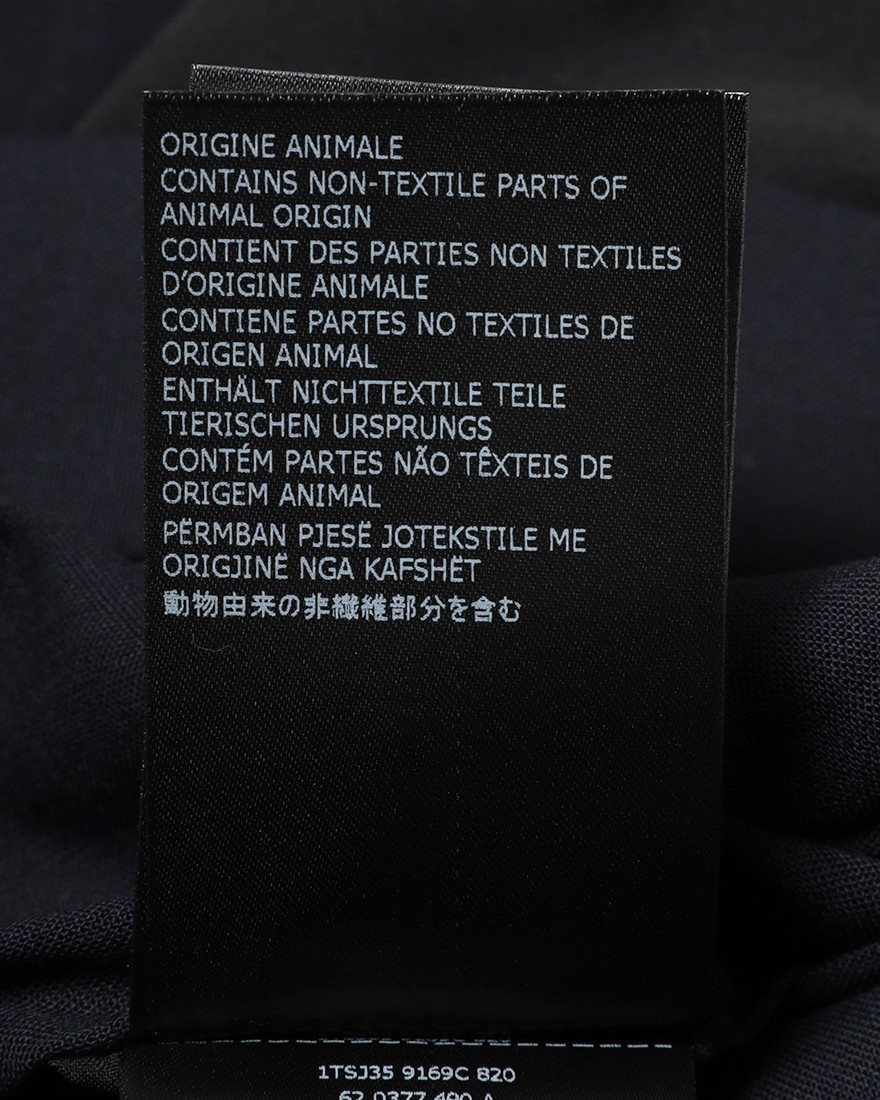 ORIGINE ANIMALE
CONTAINS NON-TEXTILE PARTS OF
ANIMAL ORIGIN
CONTIENT DES PARTIES NON TEXTILES
D'ORIGINE ANIMALE
CONTIENE PARTES NO TEXTILES DE
ORIGEN ANIMAL
ENTHÄLT NICHTTEXTILE TEILE
TIERISCHEN URSPRUNGS
CONTÉM PARTES NÃO TÊXTEIS DE
ORIGEM ANIMAL
PËRMBAN PJESË JOTEKSTILE ME
ORIGJINË NGA KAFSHËT
動物由来の非繊維部分を含む
1TSJ35 9169C 820
62 0377 490 A